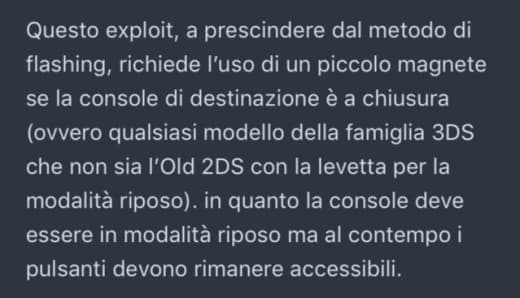 Questo exploit, a prescindere dal metodo di
flashing, richiede l’uso di un piccolo magnete
se la console di destinazione è a chiusura
(ovvero qualsiasi modello della famiglia 3DS
che non sia l’Old 2DS con la levetta per la
modalità riposo). in quanto la console deve
essere in modalità riposo ma al contempo i
pulsanti devono rimanere accessibili.